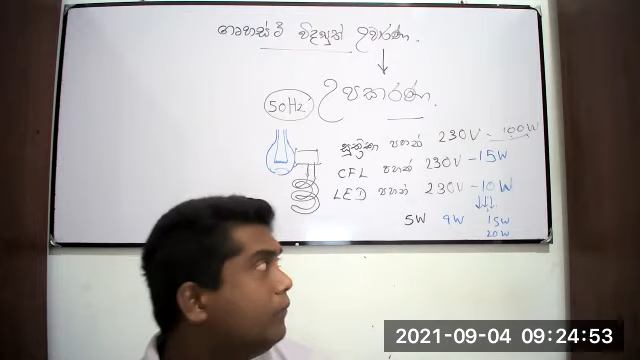 ගෘහස්ථ විද්‍යුත් උපාරණ.
උපකරණ.
50Hz
සූත්‍රිකා පහන් 230V - 100W
CFL පහන් 230V - 15W
LED පහන් 230V - 10W
5W 9W 15W
20W
2021-09-04 09:24:53